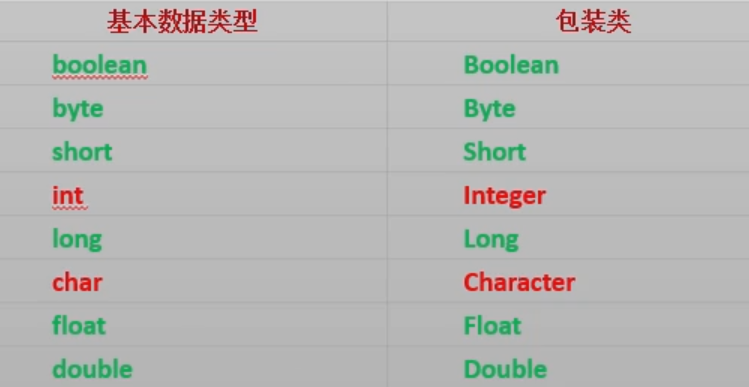 基本数据类型 包装类
boolean Boolean
byte Byte
short Short
int Integer
long Long
char Character
float Float
double Double